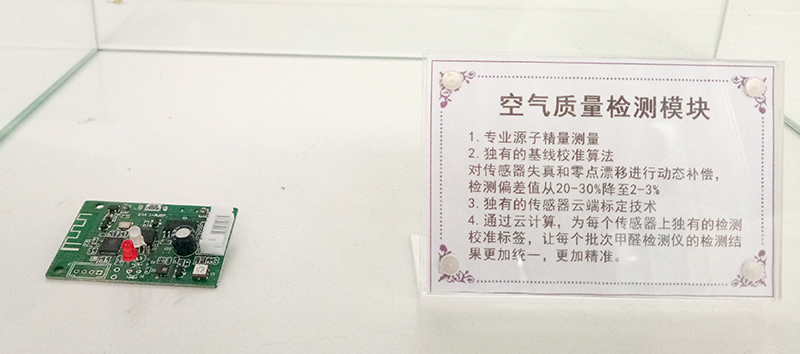 空气质量检测模块
1. 专业源子精量测量
2. 独有的基线校准算法
对传感器失真和零点漂移进行动态补偿，
检测偏差值从20-30%降至2-3%
3. 独有的传感器云端标定技术
4. 通过云计算，为每个传感器上独有的检测
校准标签，让每个批次甲醛检测仪的检测结
果更加统一，更加精准。